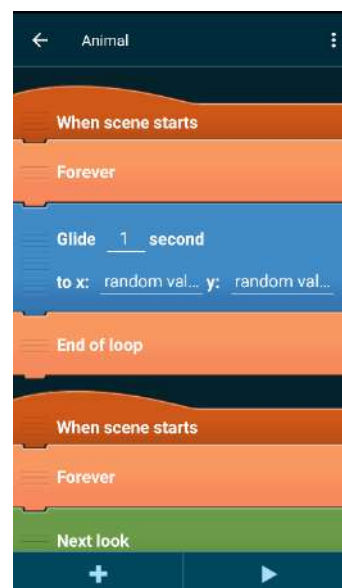 Animal
When scene starts
Forever
Glide 1 second
to x: random val... y: random val...
End of loop
When scene starts
Forever
Next look